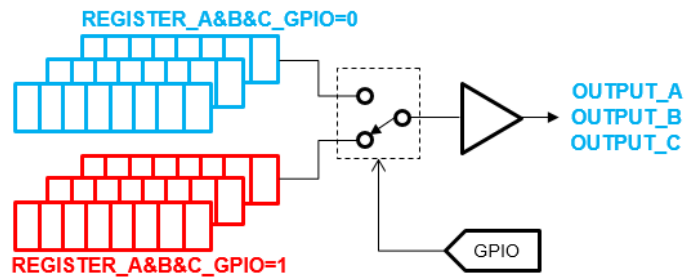 REGISTER_A&B&C_GPIO=0
OUTPUT_A
OUTPUT_B
OUTPUT_C
GPIO
REGISTER_A&B&C_GPIO=1